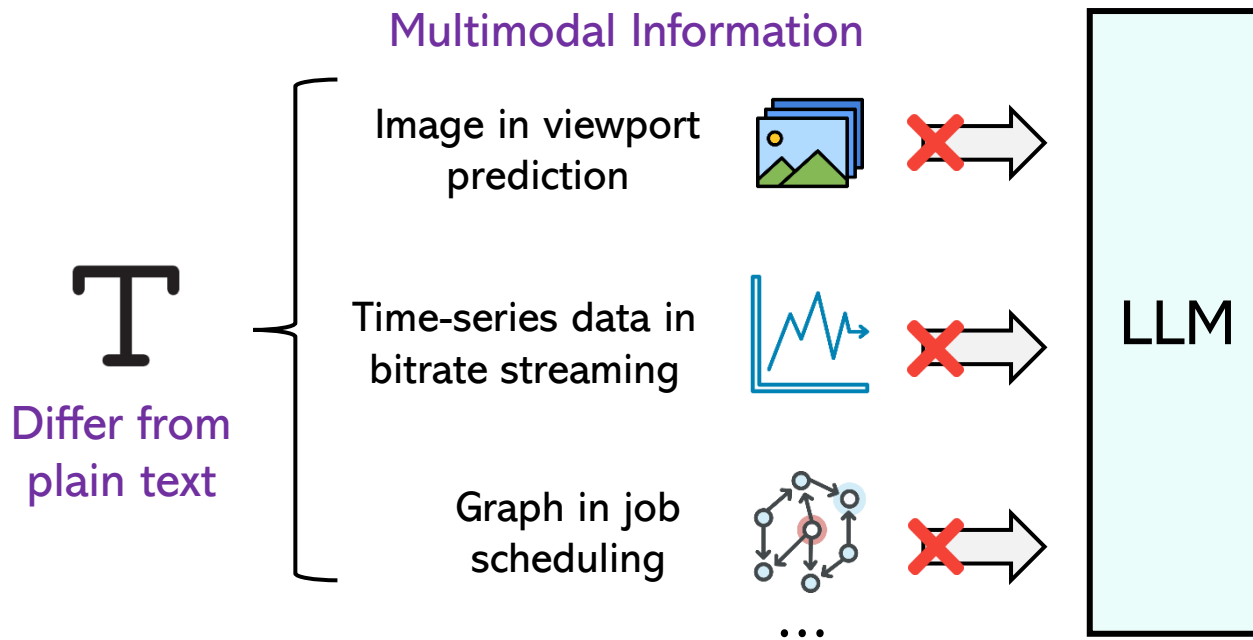 Multimodal Information
Image in viewport
prediction
T
Differ from
plain text
Time-series data in
bitrate streaming
LLM
Graph in job
scheduling
...